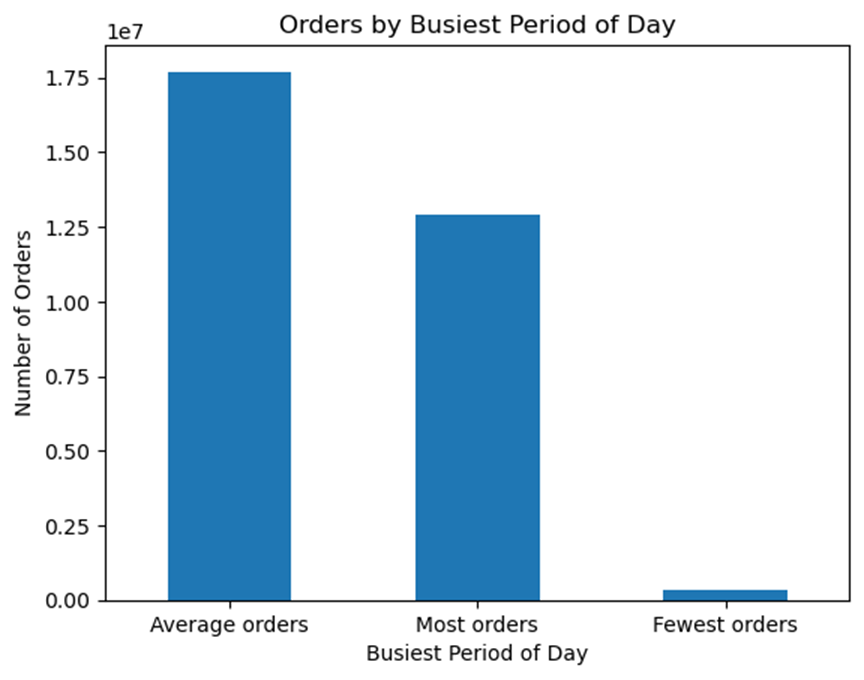 Orders by Busiest Period of Day
1e7
1.75
1.50
1.25
1.00
0.75
0.50
0.25
0.00
Number of Orders
Average orders Most orders Fewest orders
Busiest Period of Day